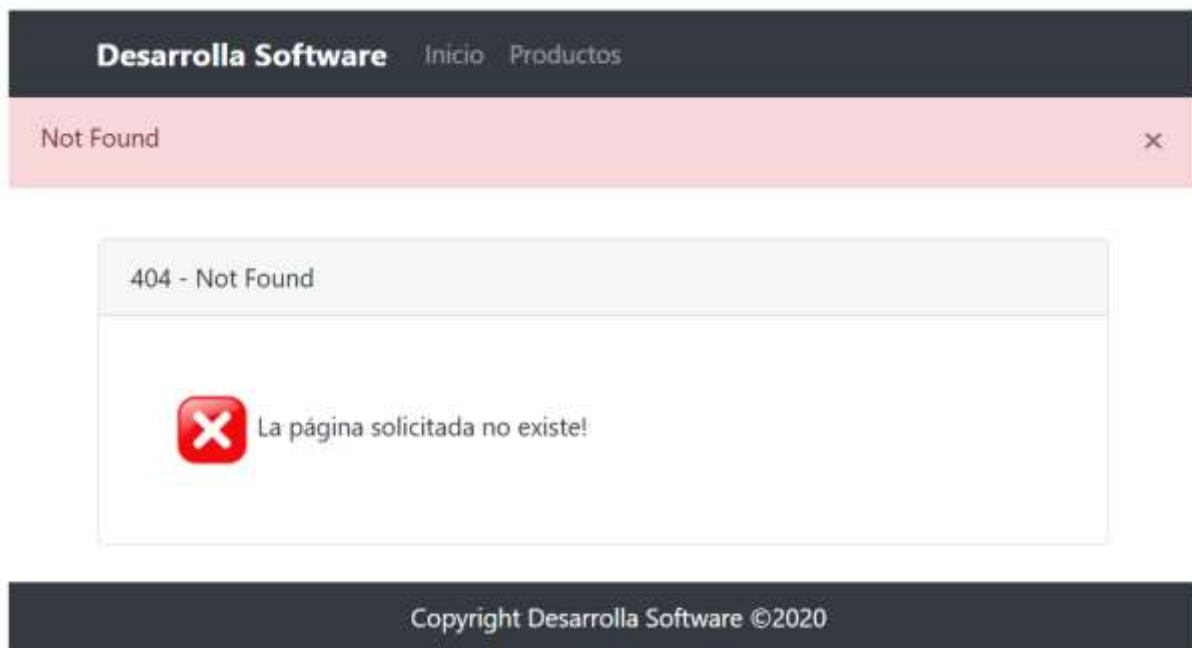 Desarrolla Software Inicio Productos
Not Found ×
404 - Not Found
La página solicitada no existe!
Copyright Desarrolla Software ©2020